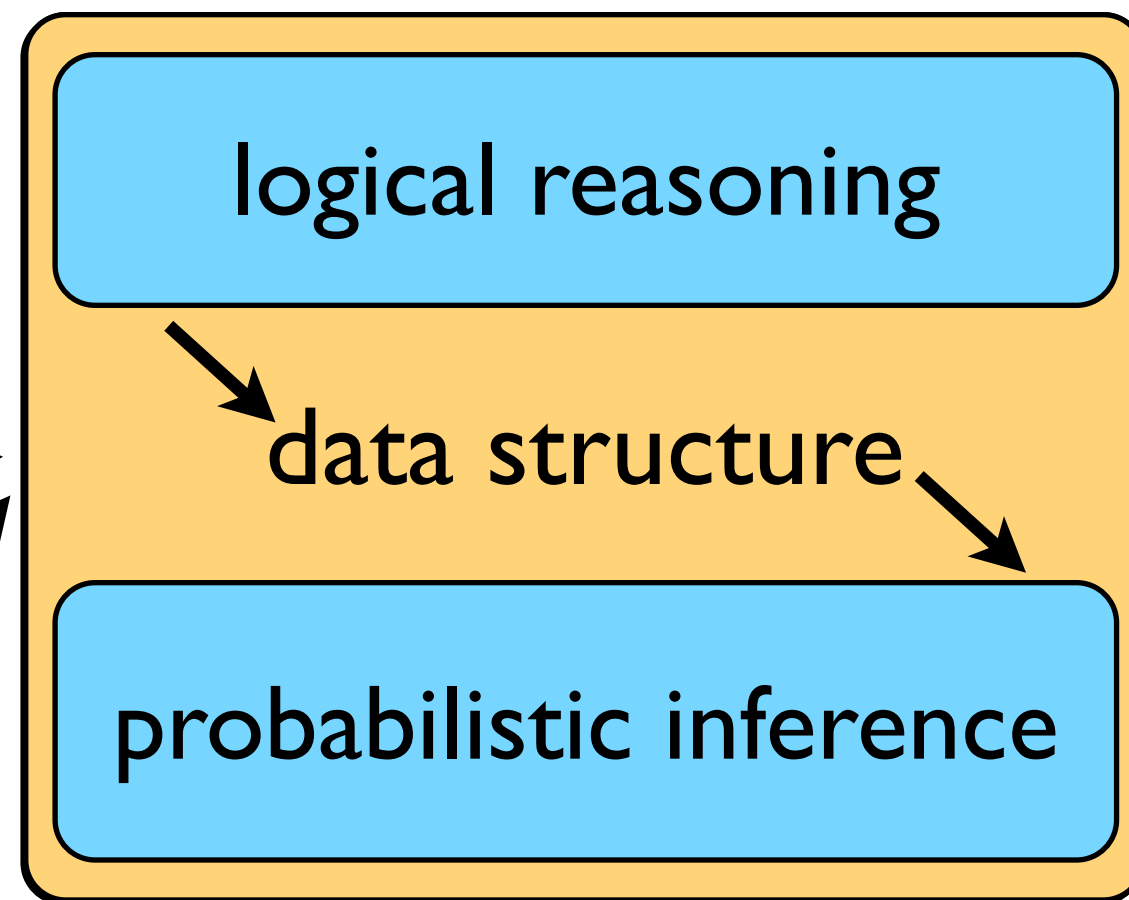 logical reasoning
data structure
probabilistic inference